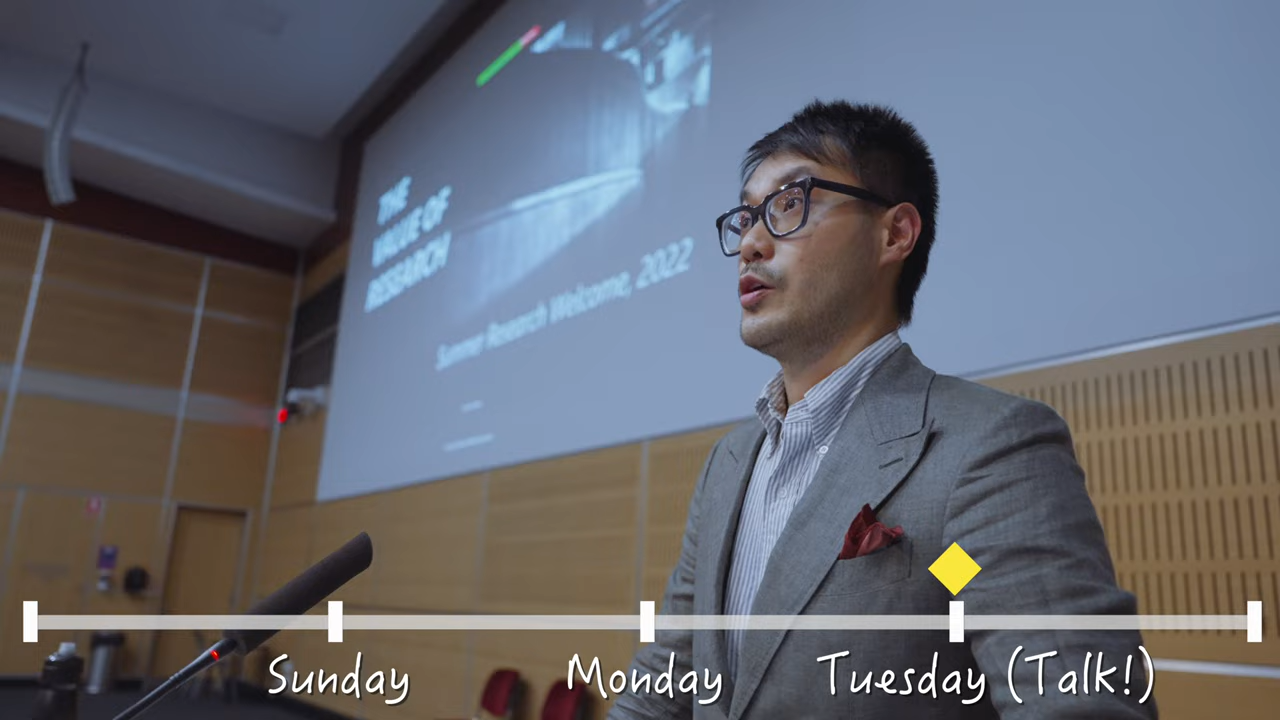 THE
VALUE OF
RESEARCH
Summer Research Welcome, 2022
Sunday
Monday
Tuesday (Talk!)